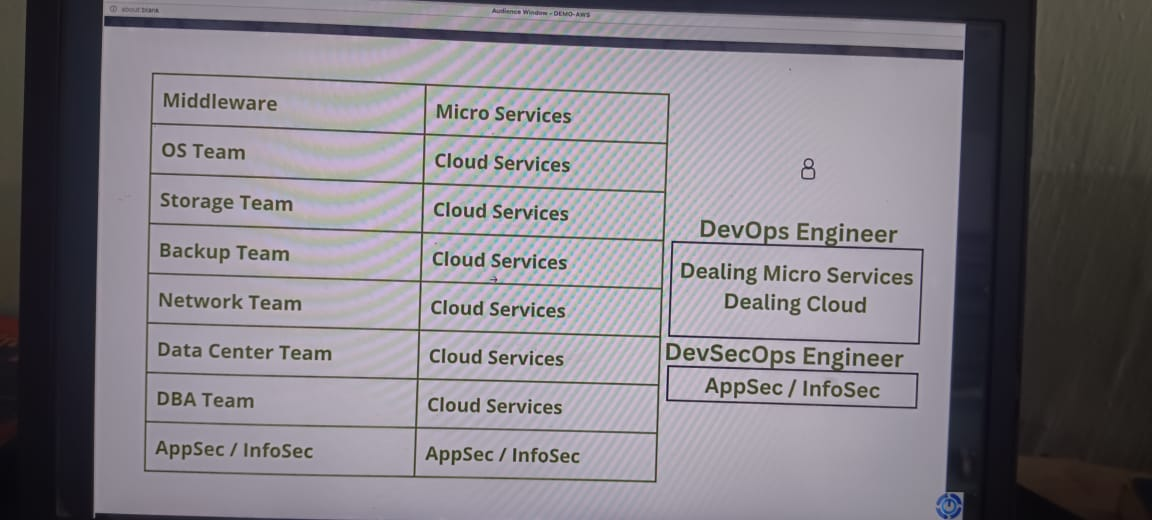 about:blank
Audience Window - DEMO-AWS
Middleware
Micro Services
OS Team
Cloud Services
Storage Team
Cloud Services
Backup Team
Cloud Services
Network Team
Cloud Services
Data Center Team
Cloud Services
DBA Team
Cloud Services
AppSec / InfoSec
AppSec / InfoSec
DevOps Engineer
Dealing Micro Services
Dealing Cloud
DevSecOps Engineer
AppSec / InfoSec